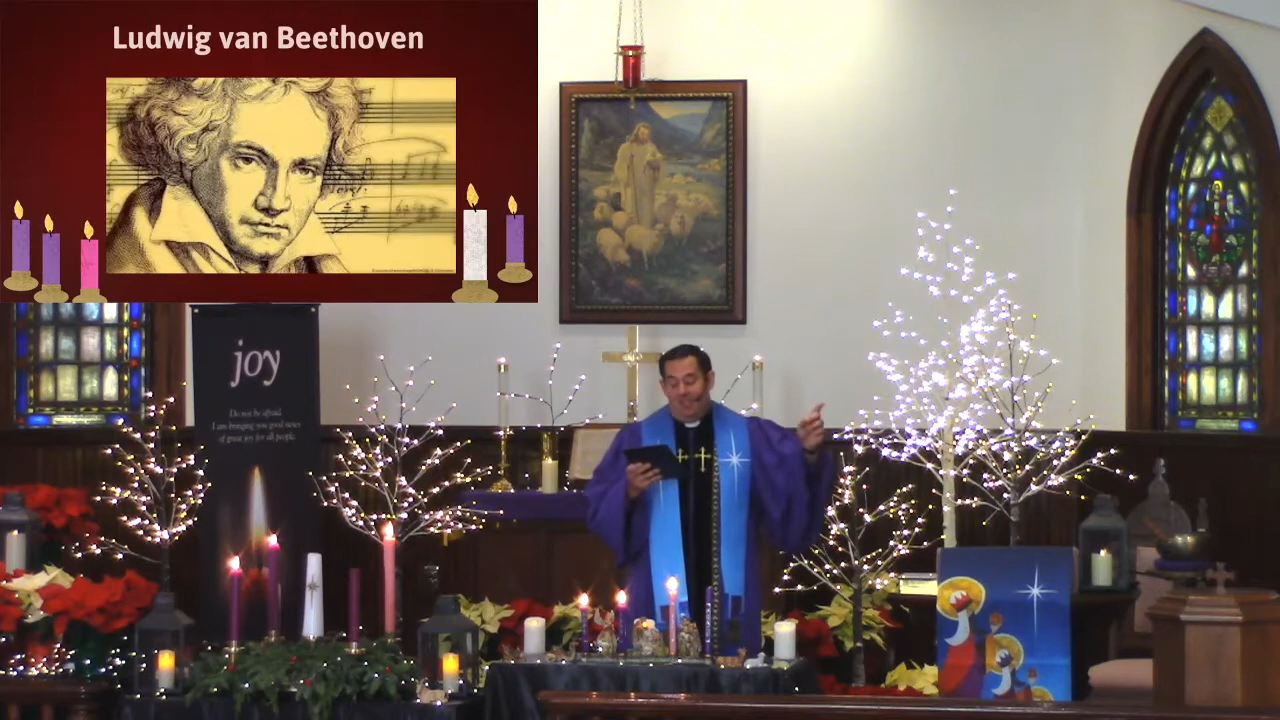 Ludwig van Beethoven
joy
Do not be afraid.
I am bringing you good news
of great joy for all people.